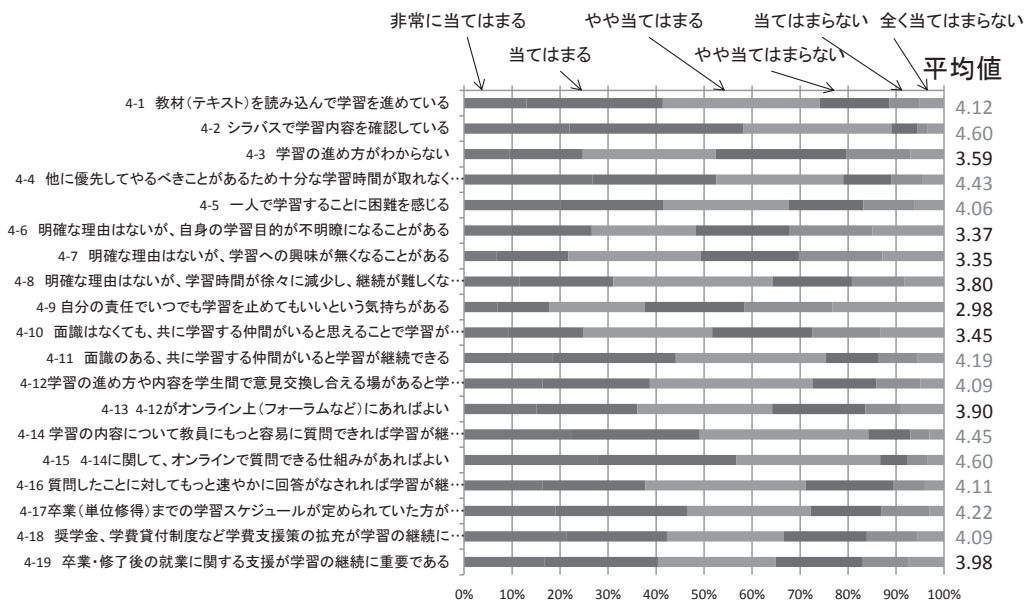 非常に当てはまる やや当てはまる 当てはまらない 全く当てはまらない
当てはまる やや当てはまらない 平均値
4-1 教材(テキスト)を読み込んで学習を進めている 4.12
4-2 シラバスで学習内容を確認している 4.60
4-3 学習の進め方がわからない 3.59
4-4 他に優先してやるべきことがあるため十分な学習時間が取れなく… 4.43
4-5 一人で学習することに困難を感じる 4.06
4-6 明確な理由はないが、自身の学習目的が不明瞭になることがある 3.37
4-7 明確な理由はないが、学習への興味が無くなることがある 3.35
4-8 明確な理由はないが、学習時間が徐々に減少し、継続が難しくな… 3.80
4-9 自分の責任でいつでも学習を止めてもいいという気持ちがある 2.98
4-10 面識はなくても、共に学習する仲間がいると思えることで学習が… 3.45
4-11 面識のある、共に学習する仲間がいると学習が継続できる 4.19
4-12学習の進め方や内容を学生間で意見交換し合える場があると学… 4.09
4-13 4-12がオンライン上(フォーラムなど)にあればよい 3.90
4-14 学習の内容について教員にもっと容易に質問できれば学習が継… 4.45
4-15 4-14に関して、オンラインで質問できる仕組みがあればよい 4.60
4-16 質問したことに対してもっと速やかに回答がなされれば学習が継… 4.11
4-17卒業(単位修得)までの学習スケジュールが定められていた方が… 4.22
4-18 奨学金、学費貸付制度など学費支援策の拡充が学習の継続に… 4.09
4-19 卒業・修了後の就業に関する支援が学習の継続に重要である 3.98
0% 10% 20% 30% 40% 50% 60% 70% 80% 90% 100%